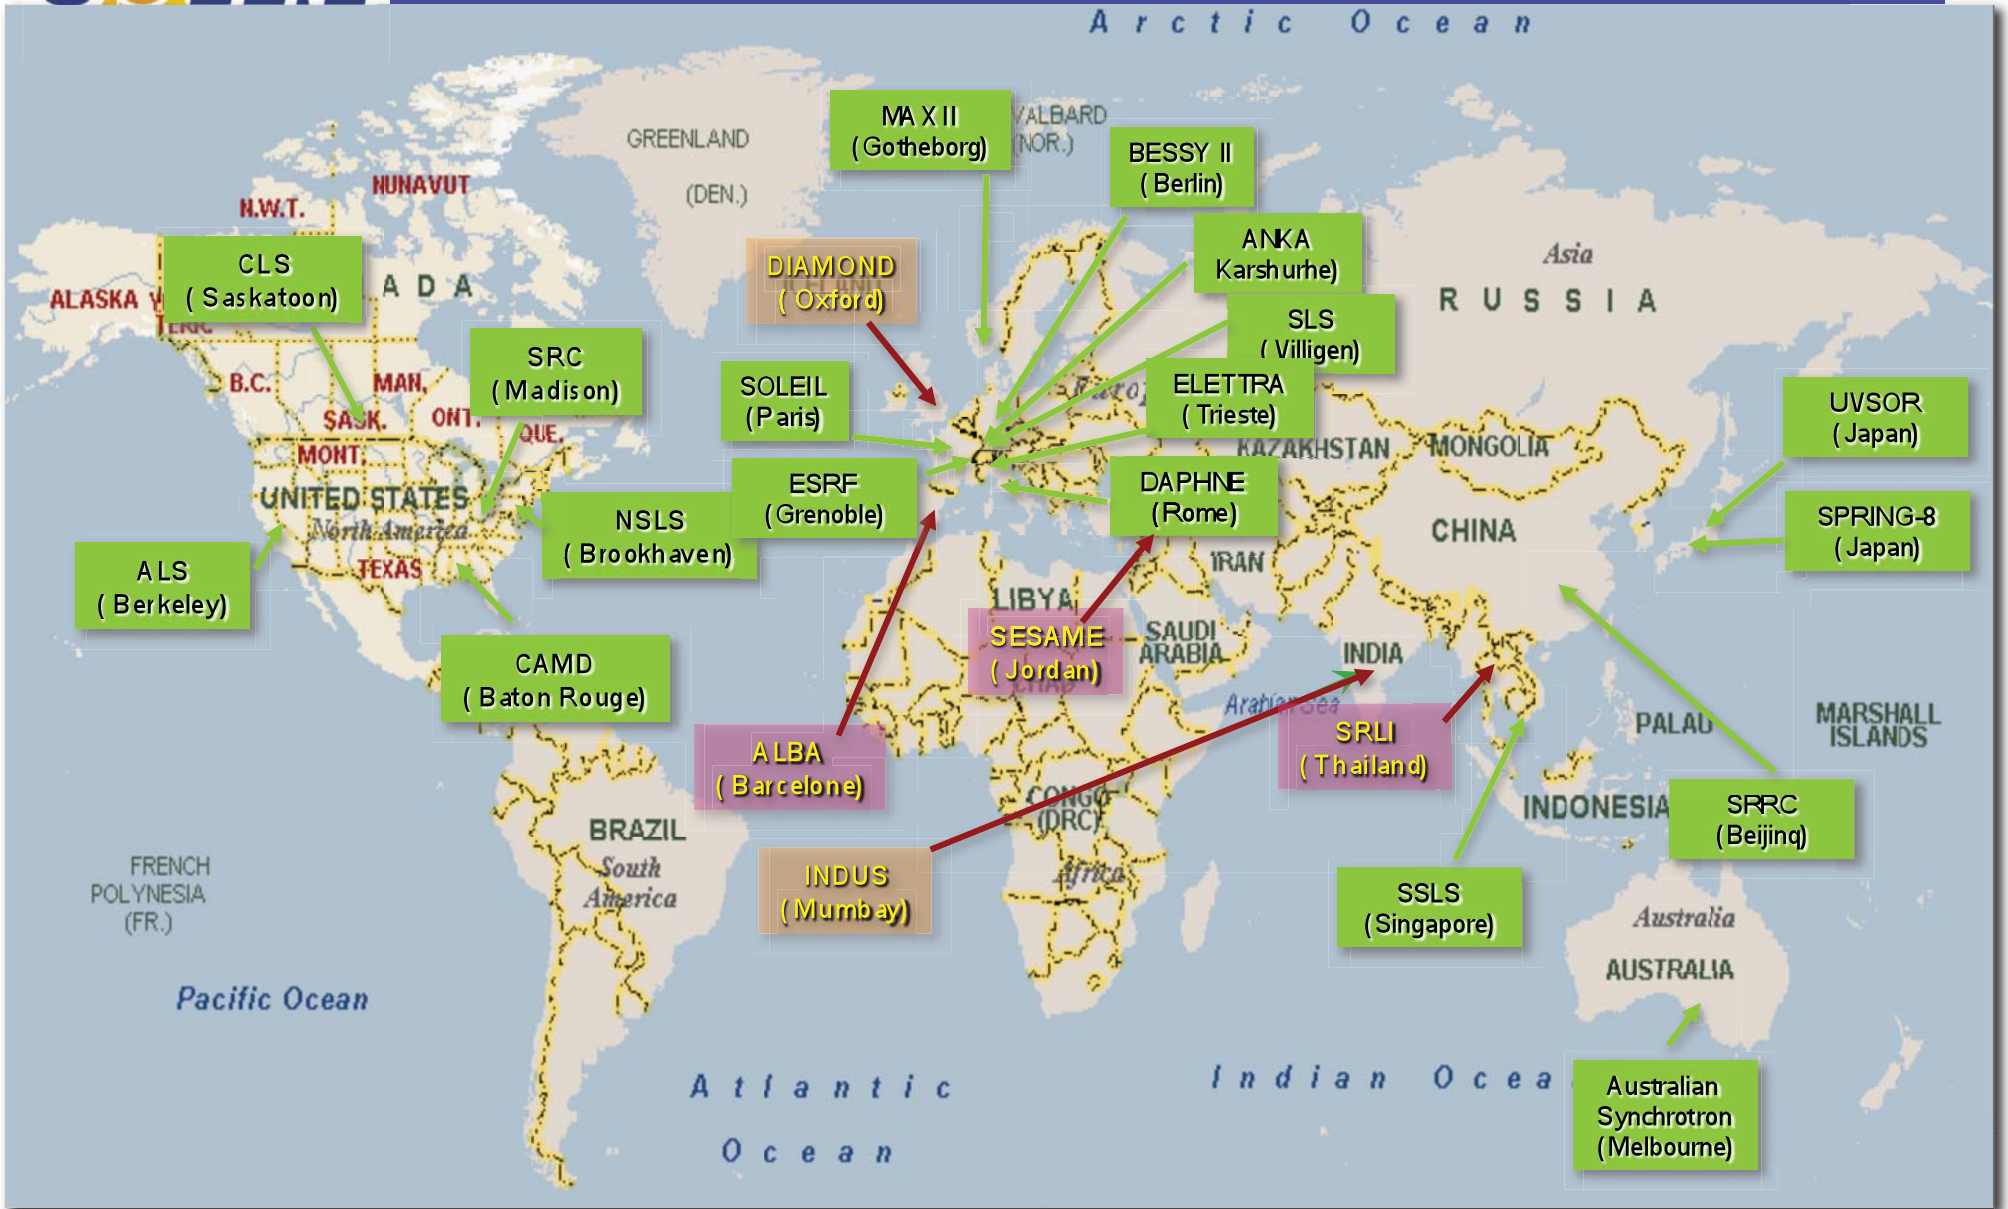 Arctic Ocean
MAX II
(Gotheborg)
VALBARD
(NOR.)
GREENLAND
(DEN.)
BESSY II
( Berlin)
NUNAVUT
N.W.T.
ANKA
Karshurhe)
Asia
RUSSIA
CLS
( Saskatoon)
ADA
ALASKA
DIAMOND
( Oxford)
SLS
( Villigen)
SRC
( Madison)
B.C.
MAN.
SASK.
ONT.
QUE.
MONT.
SOLEIL
(Paris)
ELETTRA
( Trieste)
UVSOR
(Japan)
KAZAKHSTAN
MONGOLIA
UNITED STATES
North America
TEXAS
NSLS
( Brookhaven)
ESRF
(Grenoble)
DAPHNE
(Rome)
CHINA
SPRING-8
(Japan)
IRAN
ALS
( Berkeley)
LIBYA
SESAME
( Jordan)
CHAD
SAUDI
ARABIA
INDIA
CAMD
( Baton Rouge)
Arabian Sea
PALAU
MARSHALL
ISLANDS
ALBA
( Barcelone)
SRLI
( Thailand)
CONGO
(DRC)
INDONESIA
SRRC
(Beijing)
BRAZIL
South
America
INDUS
( Mumbay)
Africa
SSLS
(Singapore)
FRENCH
POLYNESIA
(FR.)
Australia
AUSTRALIA
Pacific Ocean
Atlantic
Ocean
Indian Ocea
Australian
Synchrotron
(Melbourne)